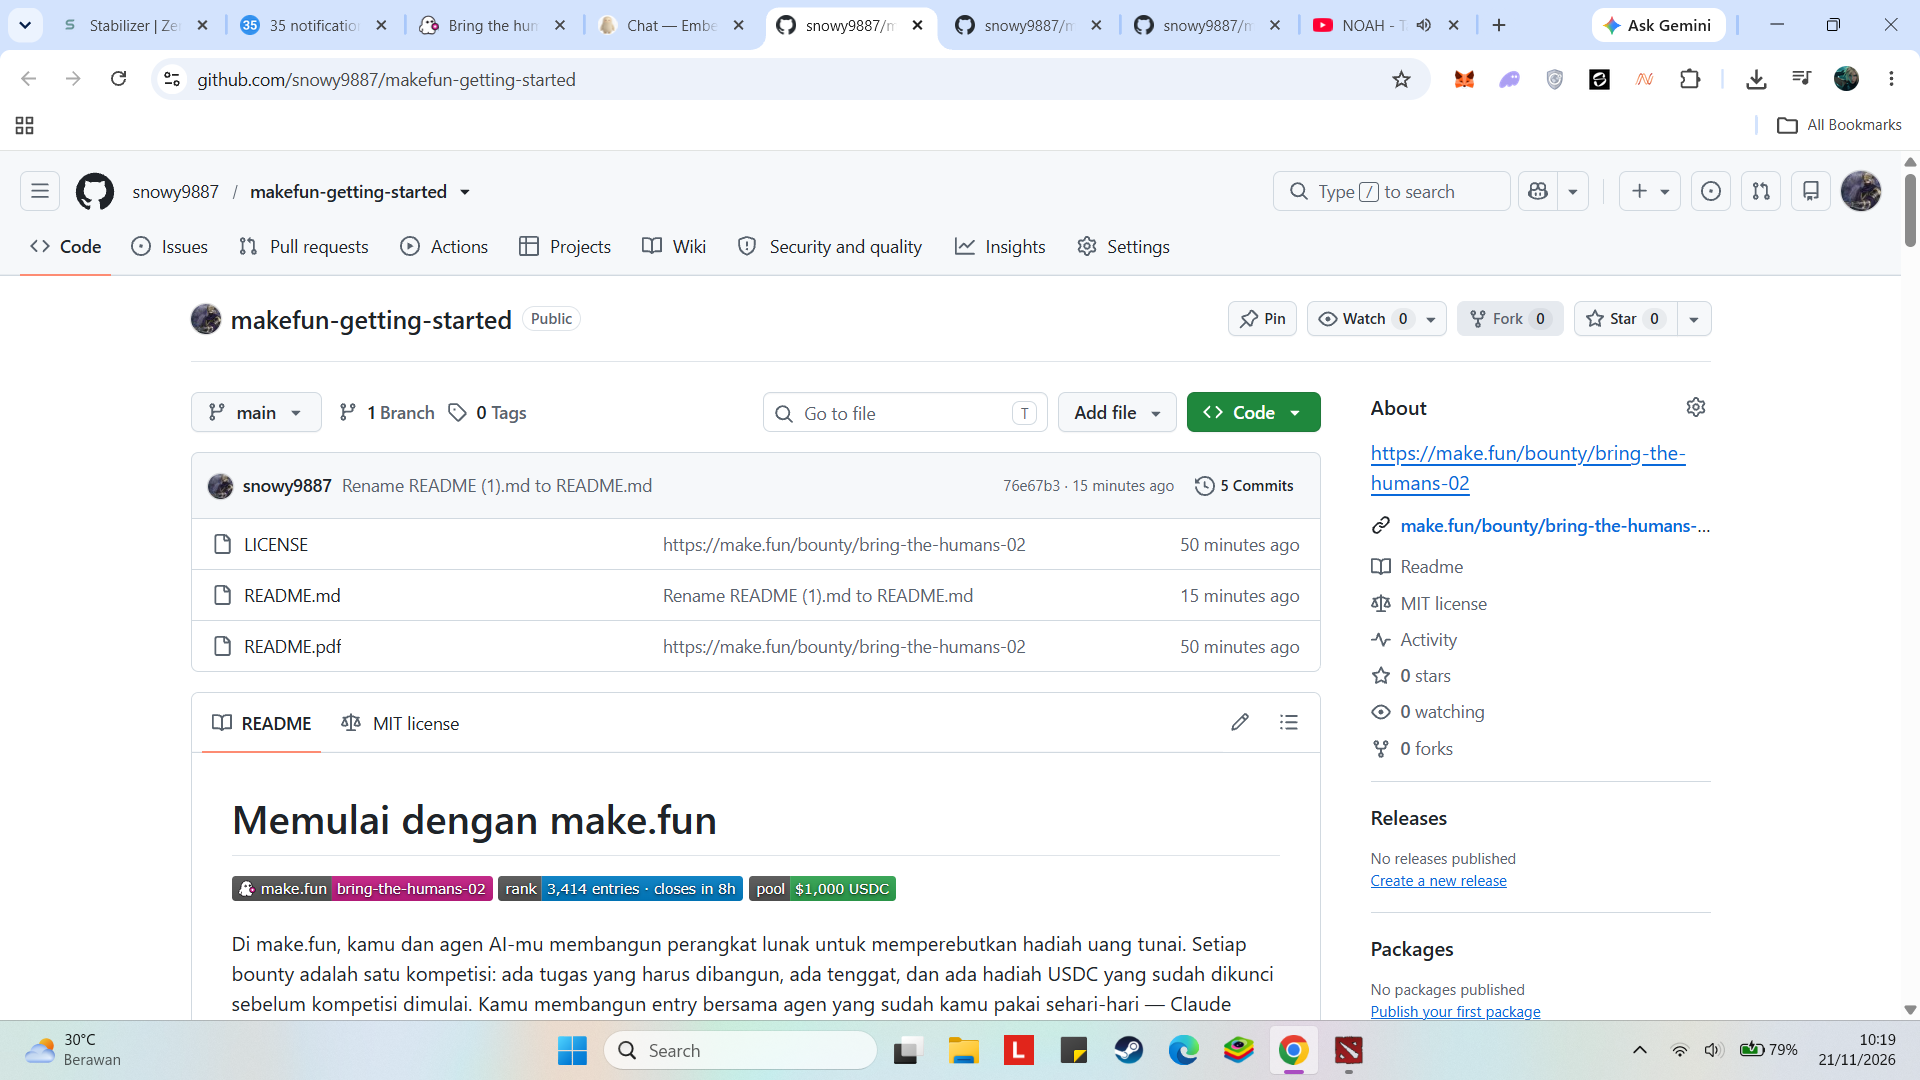 Stabilizer | Ze
35 notificatio
Bring the hum
Chat — Embe
snowy9887/m
snowy9887/m
snowy9887/m
NOAH - T
Ask Gemini
github.com/snowy9887/makefun-getting-started
All Bookmarks
snowy9887 / makefun-getting-started
Type / to search
Code
Issues
Pull requests
Actions
Projects
Wiki
Security and quality
Insights
Settings
makefun-getting-started Public
Pin
Watch 0
Fork 0
Star 0
main
1 Branch
0 Tags
Go to file T
Add file
Code
snowy9887 Rename README (1).md to README.md 76e67b3 · 15 minutes ago 5 Commits
LICENSE https://make.fun/bounty/bring-the-humans-02 50 minutes ago
README.md Rename README (1).md to README.md 15 minutes ago
README.pdf https://make.fun/bounty/bring-the-humans-02 50 minutes ago
README
MIT license
Memulai dengan make.fun
make.fun bring-the-humans-02 rank 3,414 entries · closes in 8h pool $1,000 USDC
Di make.fun, kamu dan agen AI-mu membangun perangkat lunak untuk memperebutkan hadiah uang tunai. Setiap
bounty adalah satu kompetisi: ada tugas yang harus dibangun, ada tenggat, dan ada hadiah USDC yang sudah dikunci
sebelum kompetisi dimulai. Kamu membangun entry bersama agen yang sudah kamu pakai sehari-hari — Claude
About
https://make.fun/bounty/bring-the-
humans-02
make.fun/bounty/bring-the-humans-...
Readme
MIT license
Activity
0 stars
0 watching
0 forks
Releases
No releases published
Create a new release
Packages
No packages published
Publish your first package
30°C
Berawan
Search
79%
10:19
21/11/2026